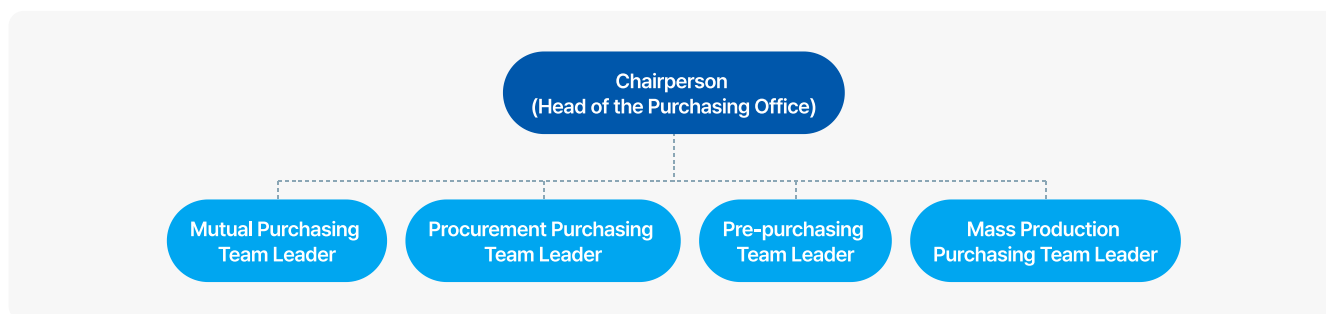 Chairperson
(Head of the Purchasing Office)
Mutual Purchasing
Team Leader
Procurement Purchasing
Team Leader
Pre-purchasing
Team Leader
Mass Production
Purchasing Team Leader